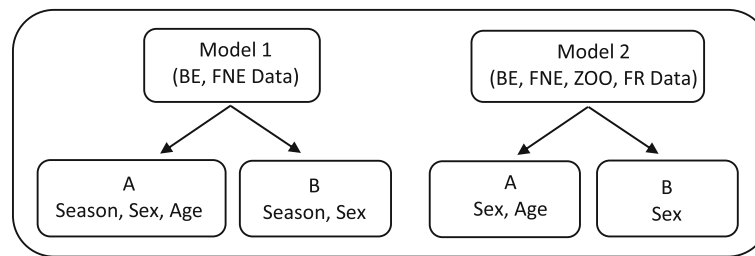 Model 1
(BE, FNE Data)
Model 2
(BE, FNE, ZOO, FR Data)
A
Season, Sex, Age
B
Season, Sex
A
Sex, Age
B
Sex